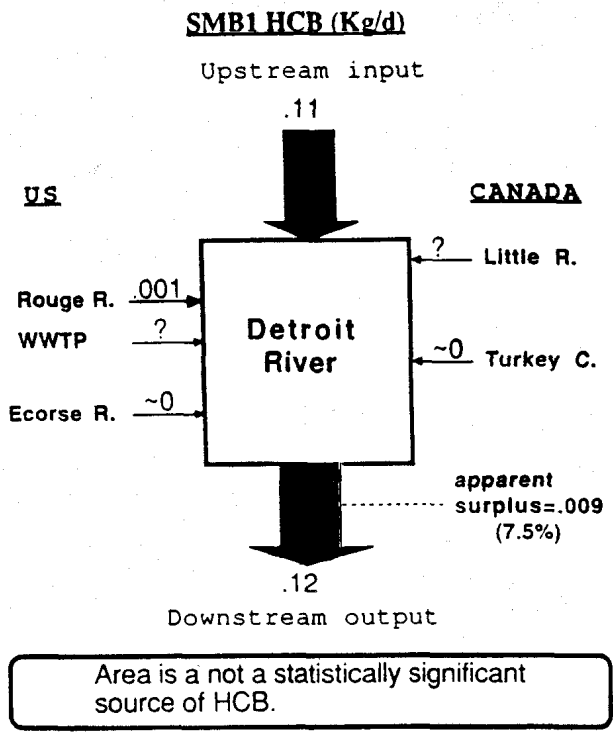 SMB1 HCB (Kg/d)
Upstream input
.11
US
CANADA
? Little R.
Rouge R. .001
WWTP ?
Detroit
River
~0 Turkey C.
Ecorse R. ~0
apparent
surplus=.009
(7.5%)
.12
Downstream output
Area is a not a statistically significant
source of HCB.